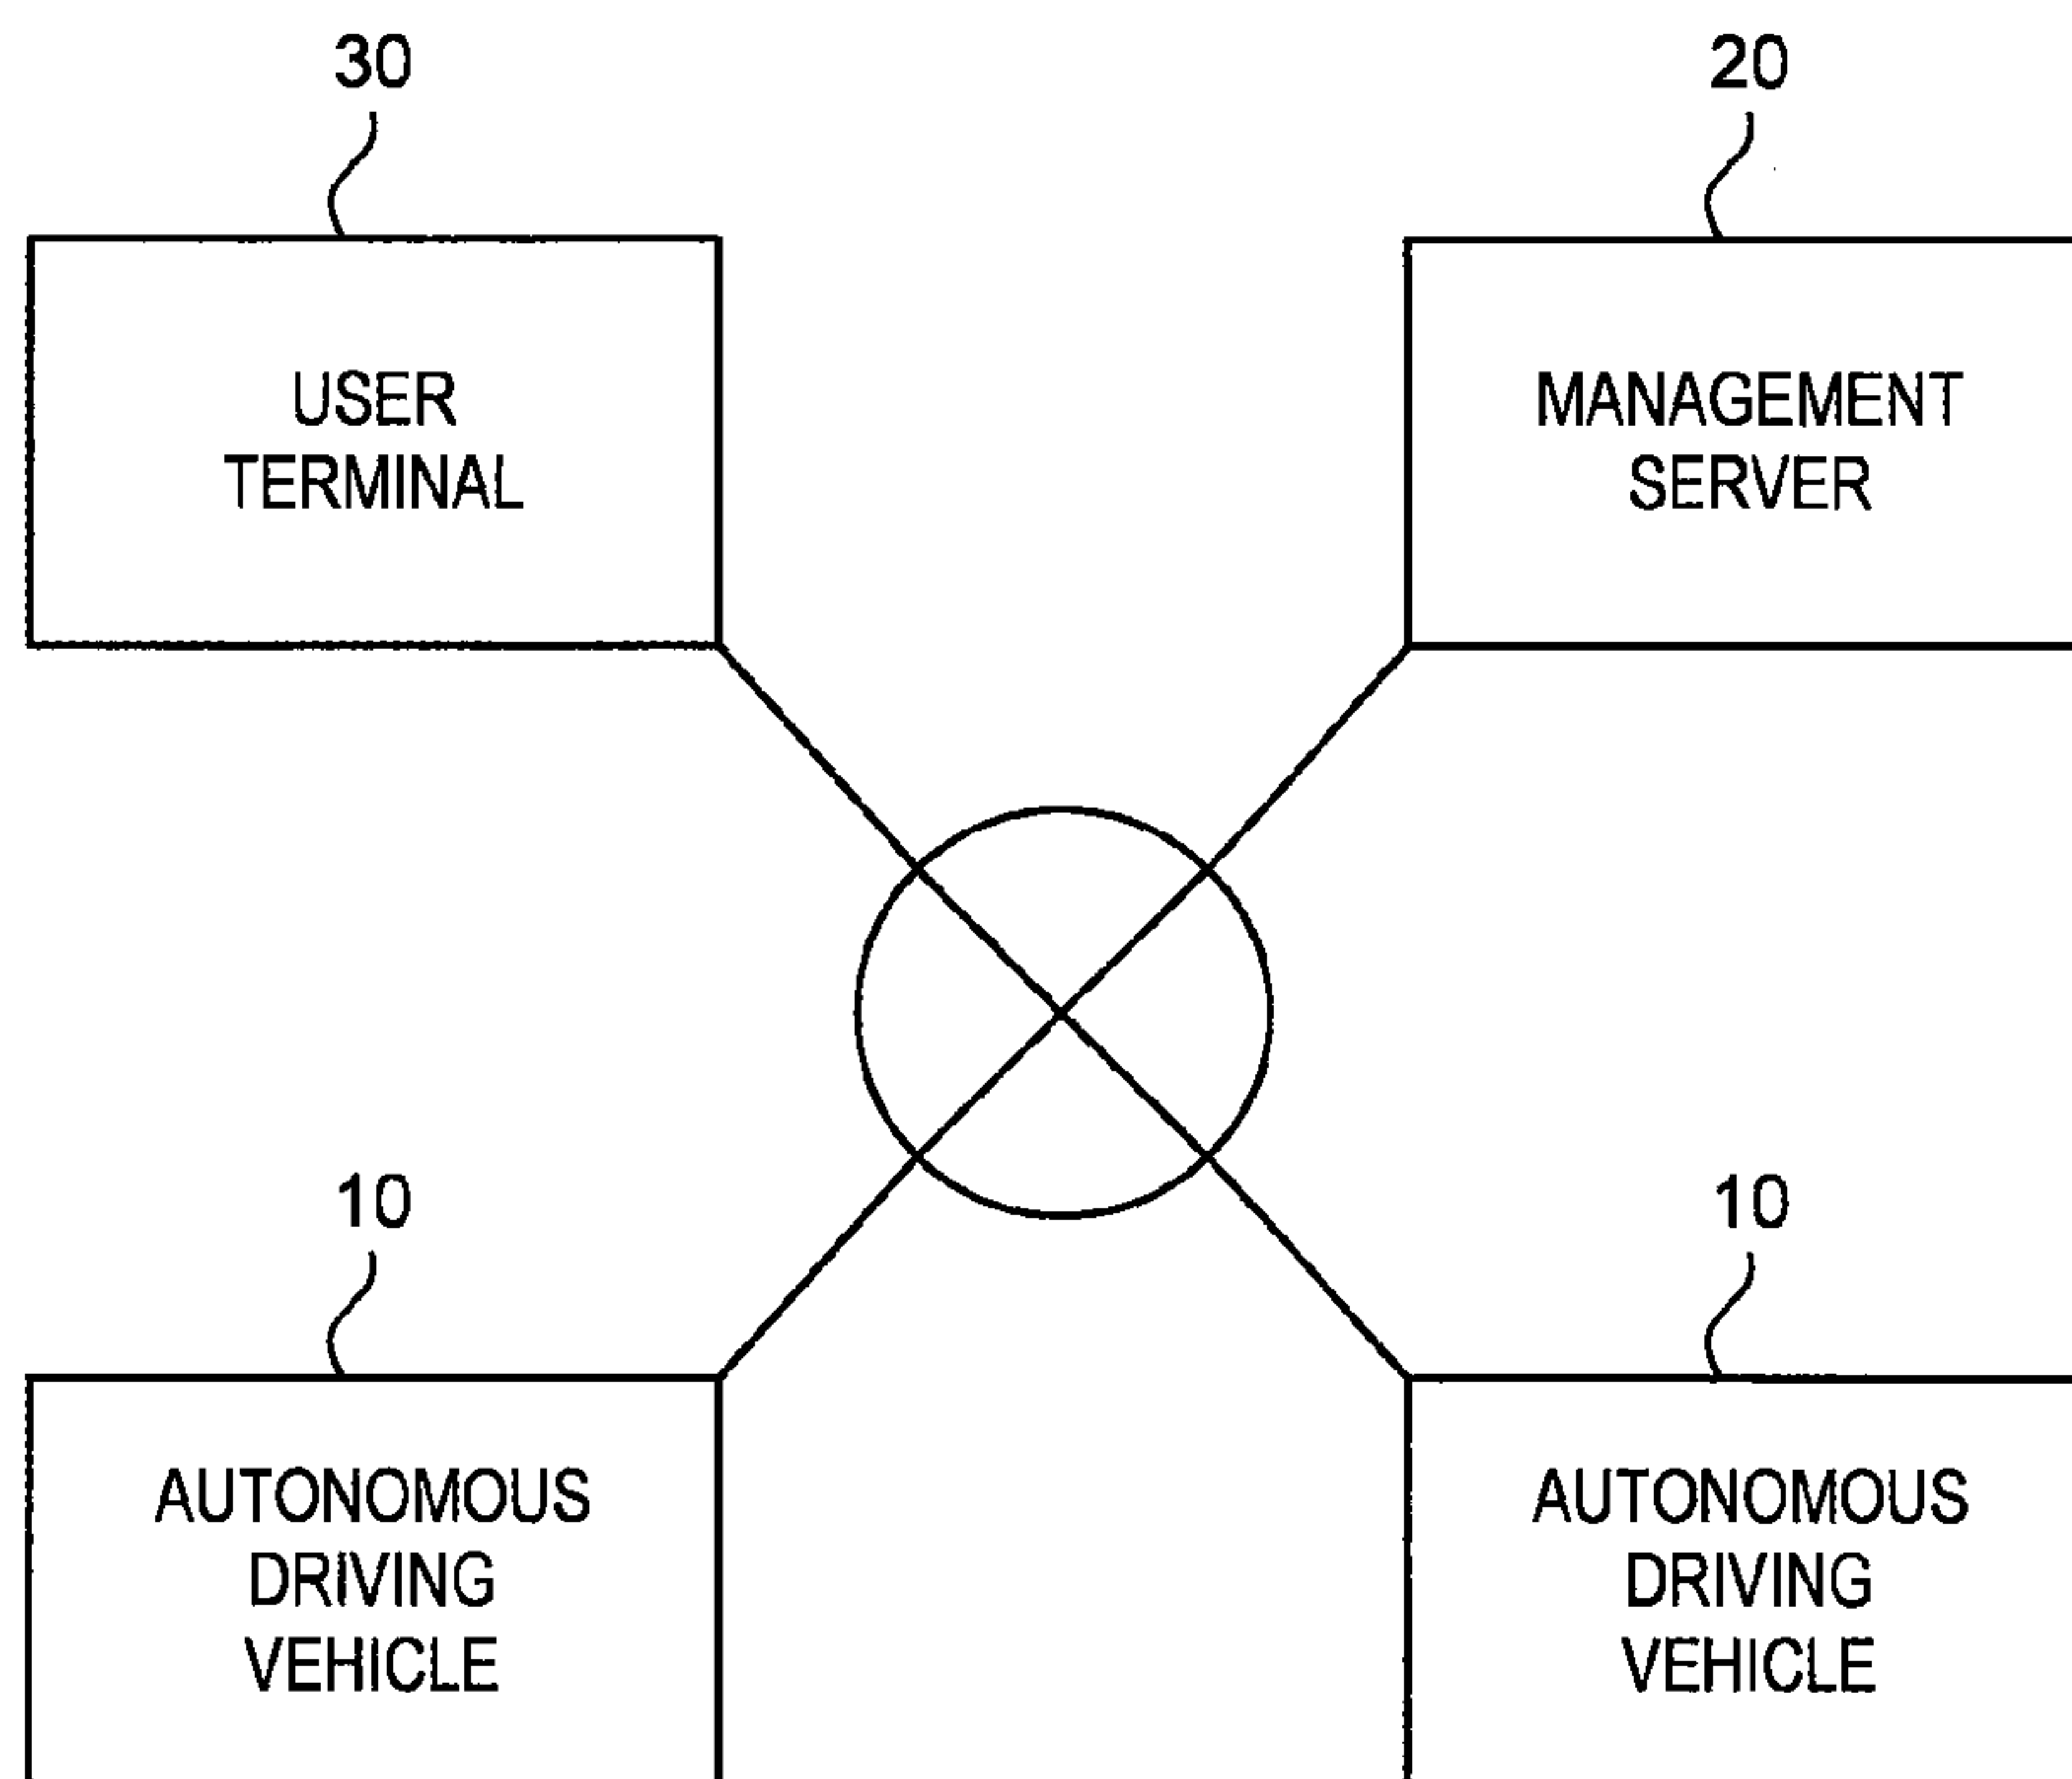 30
20
USER
TERMINAL
MANAGEMENT
SERVER
10
10
AUTONOMOUS
DRIVING
VEHICLE
AUTONOMOUS
DRIVING
VEHICLE